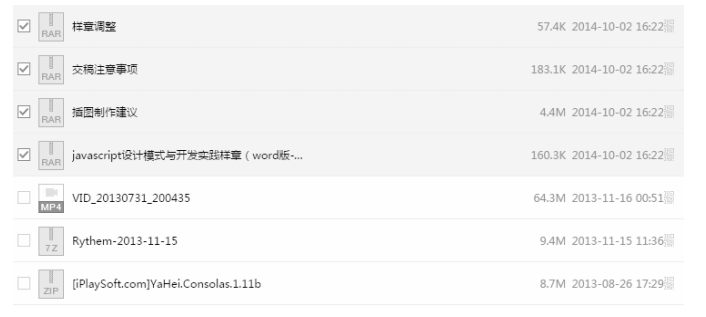 RAR 样章调整 57.4K 2014-10-02 16:22
RAR 交稿注意事项 183.1K 2014-10-02 16:22
RAR 插图制作建议 4.4M 2014-10-02 16:22
RAR javascript设计模式与开发实践样章（word版-... 160.3K 2014-10-02 16:22
MP4 VID_20130731_200435 64.3M 2013-11-16 00:51
7Z Rythem-2013-11-15 9.4M 2013-11-15 11:36
ZIP [iPlaySoft.com]YaHei.Consolas.1.11b 8.7M 2013-08-26 17:29